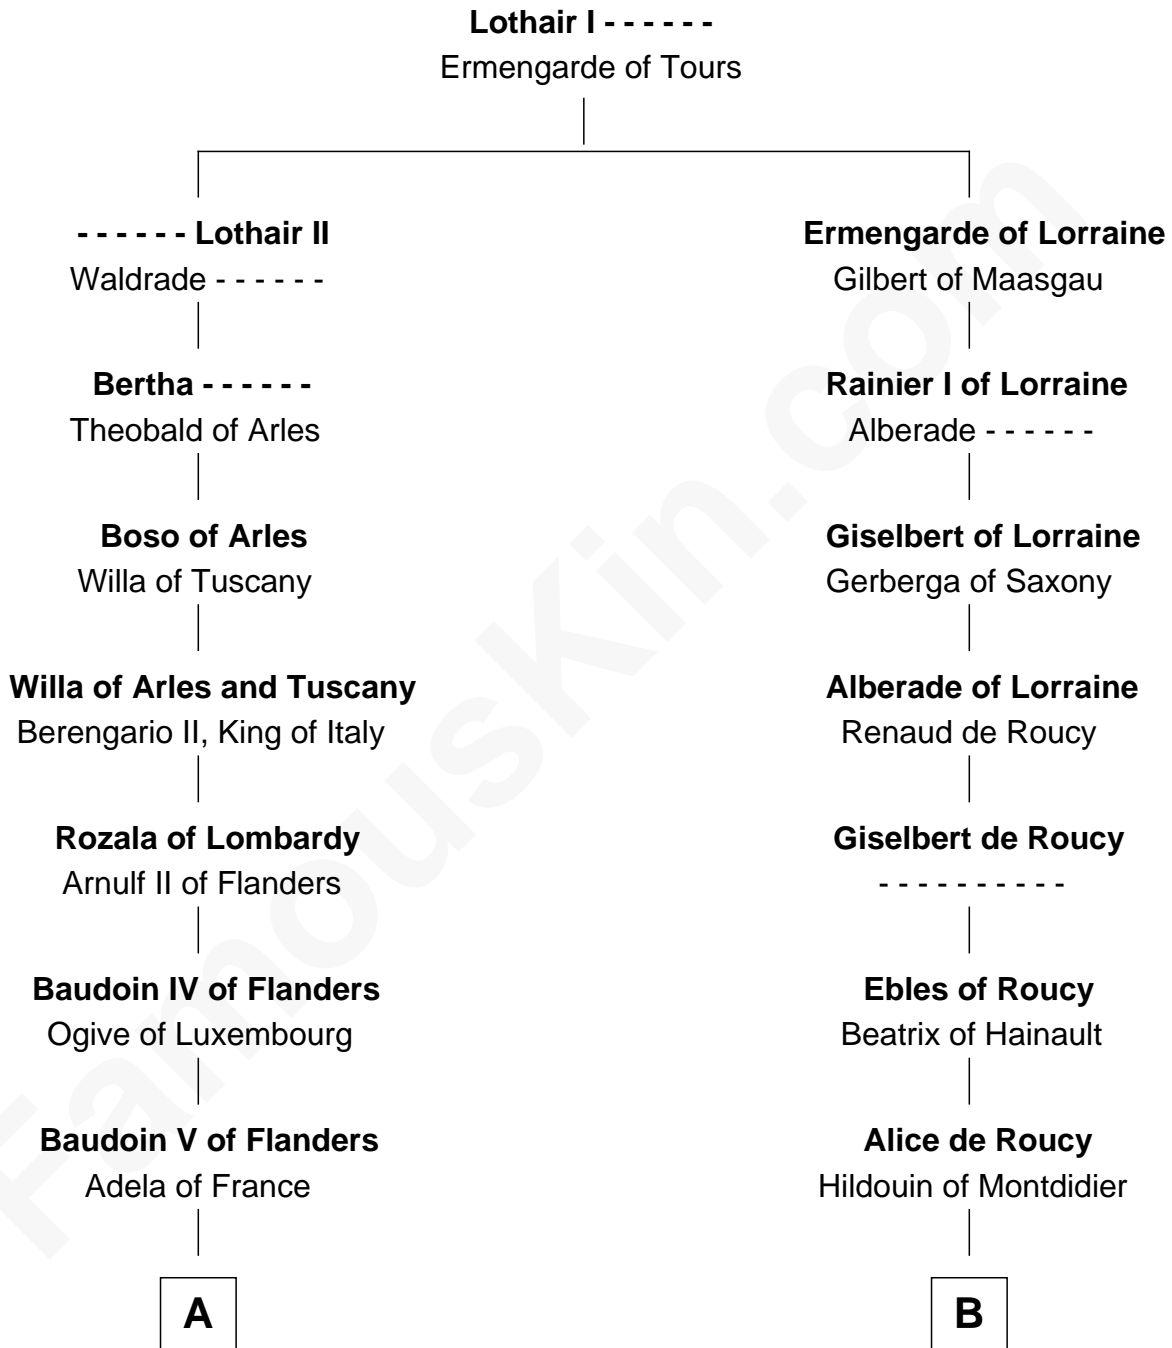 Lothair I - - - - - -
Ermengarde of Tours
- - - - - - Lothair II
Waldrade - - - - - -
Bertha - - - - - -
Theobald of Arles
Boso of Arles
Willa of Tuscany
Willa of Arles and Tuscany
Berengario II, King of Italy
Rozala of Lombardy
Arnulf II of Flanders
Baudoin IV of Flanders
Ogive of Luxembourg
Baudoin V of Flanders
Adela of France
A
Ermengarde of Lorraine
Gilbert of Maasgau
Rainier I of Lorraine
Alberade - - - - - -
Giselbert of Lorraine
Gerberga of Saxony
Alberade of Lorraine
Renaud de Roucy
Giselbert de Roucy
- - - - - - - - - -
Ebles of Roucy
Beatrix of Hainault
Alice de Roucy
Hildouin of Montdidier
B
FamousKin.com